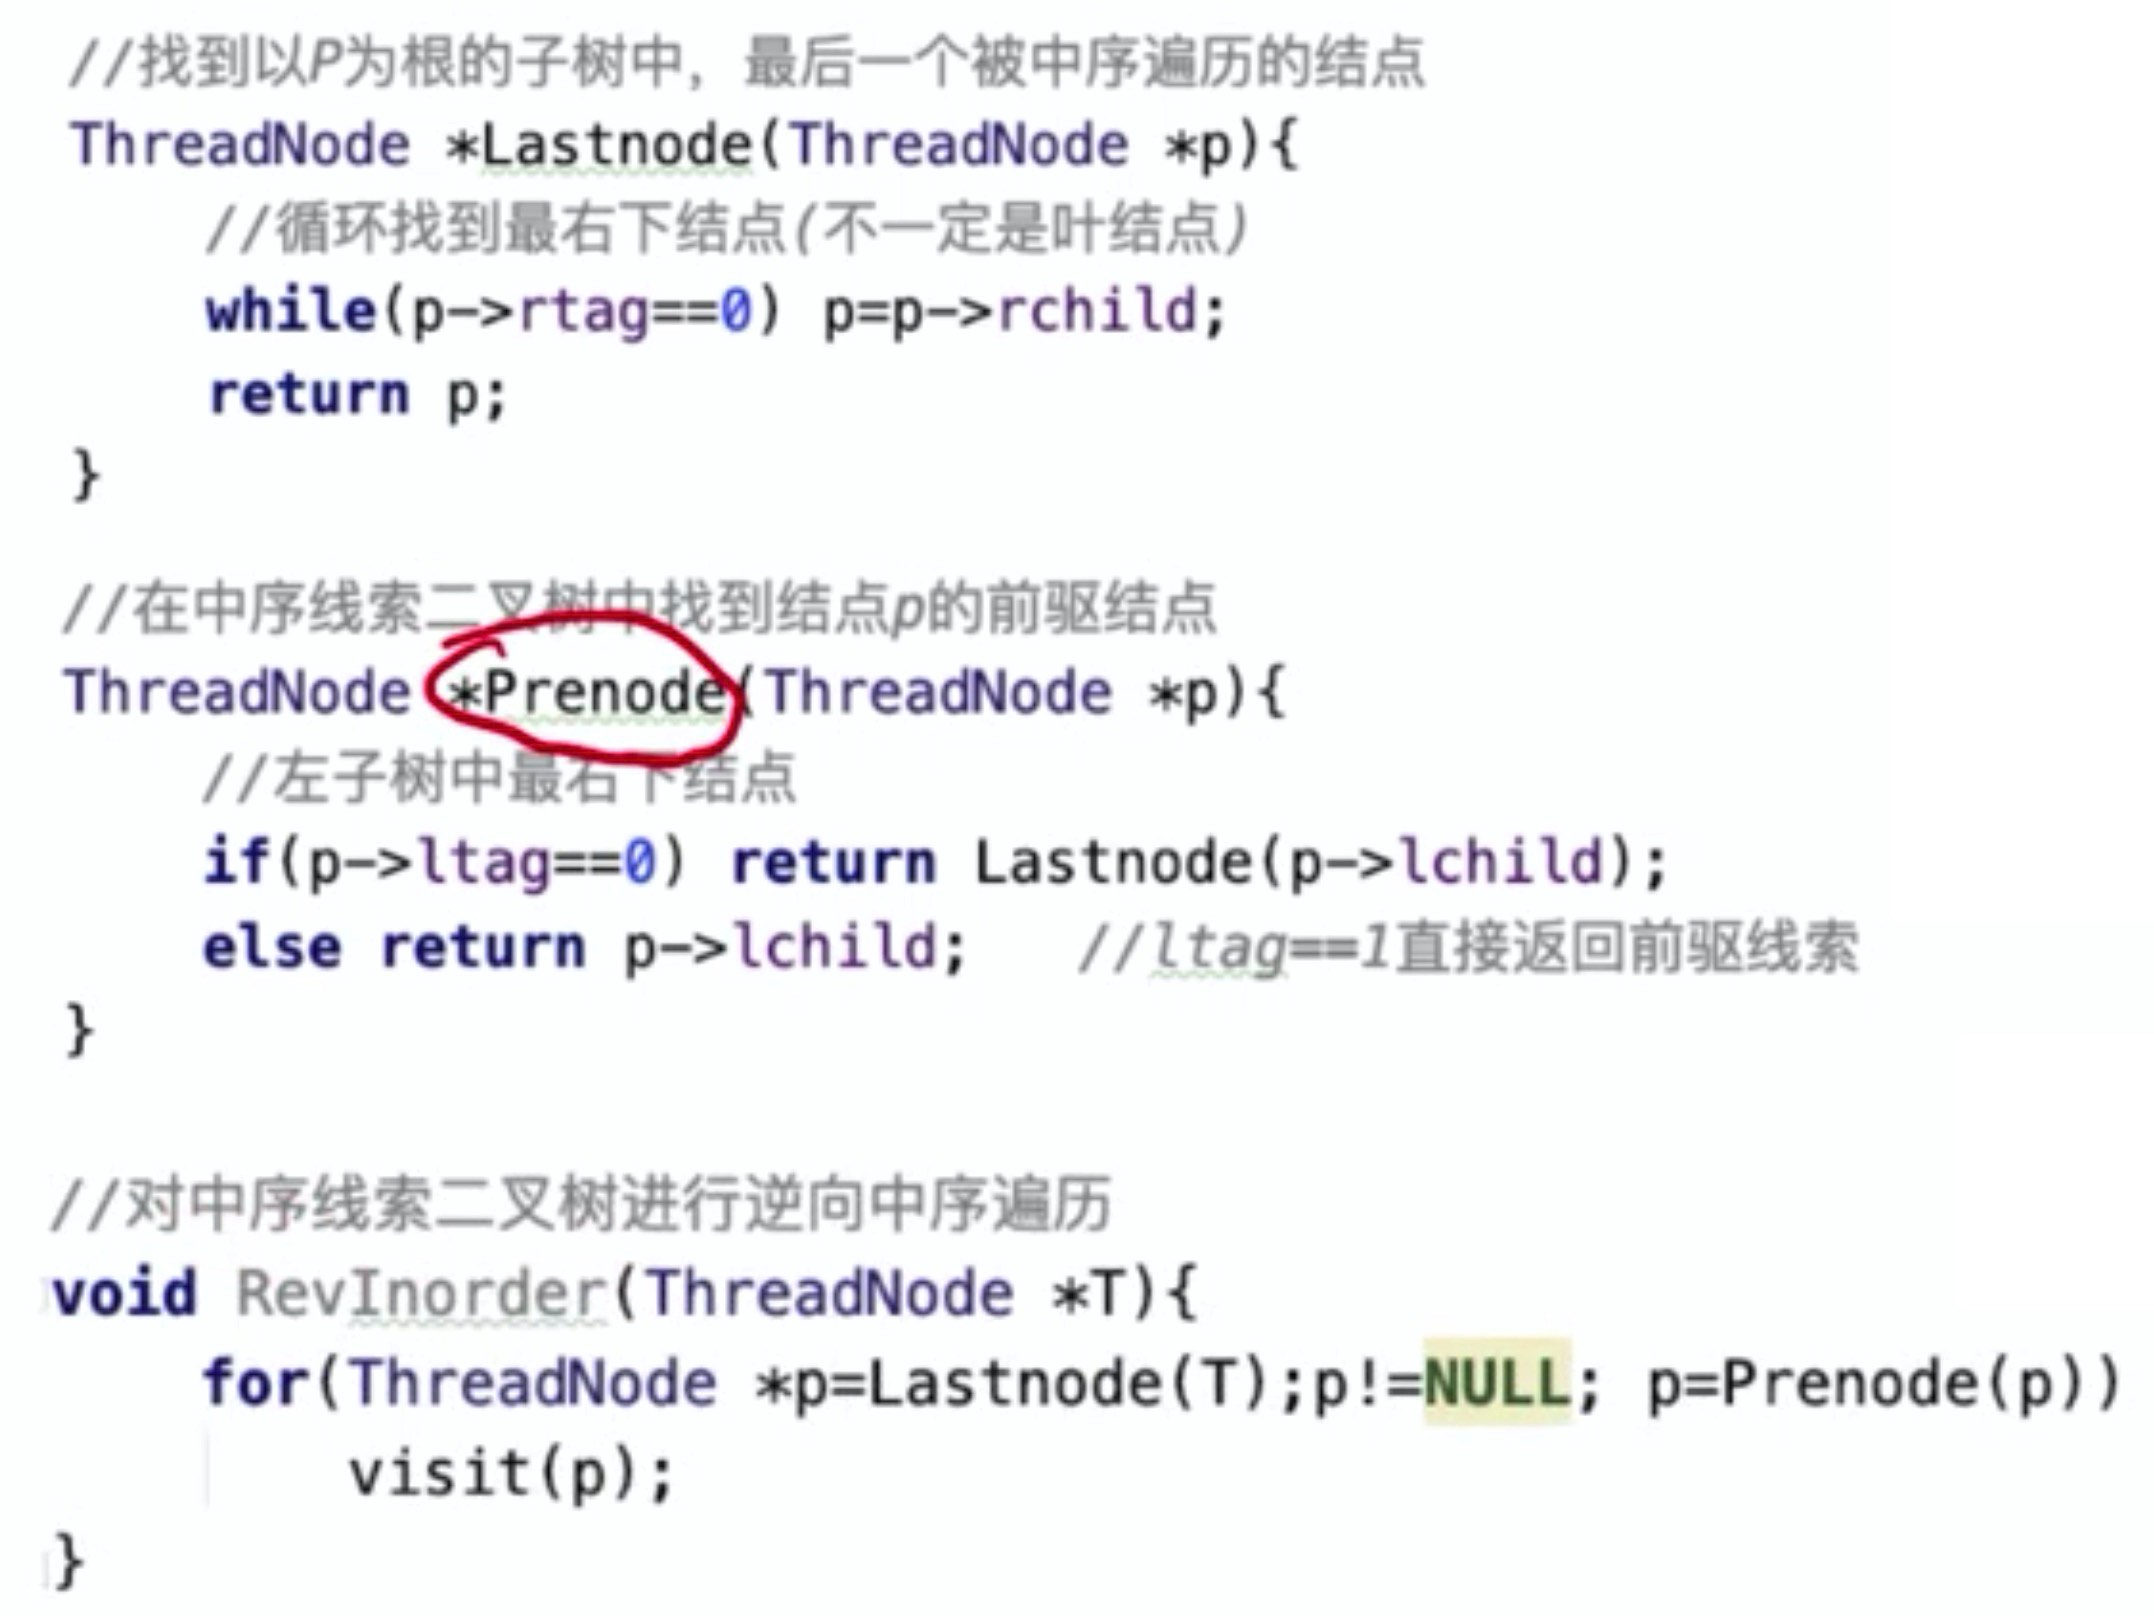 //找到以P为根的子树中，最后一个被中序遍历的结点
ThreadNode *Lastnode(ThreadNode *p){
//循环找到最右下结点(不一定是叶结点)
while(p->rtag==0) p=p->rchild;
return p;
}
//在中序线索二叉树中找到结点p的前驱结点
ThreadNode *Prenode(ThreadNode *p){
//左子树中最右下结点
if(p->ltag==0) return Lastnode(p->lchild);
else return p->lchild; //ltag==1直接返回前驱线索
}
//对中序线索二叉树进行逆向中序遍历
void RevInorder(ThreadNode *T){
for(ThreadNode *p=Lastnode(T);p!=NULL; p=Prenode(p))
visit(p);
}